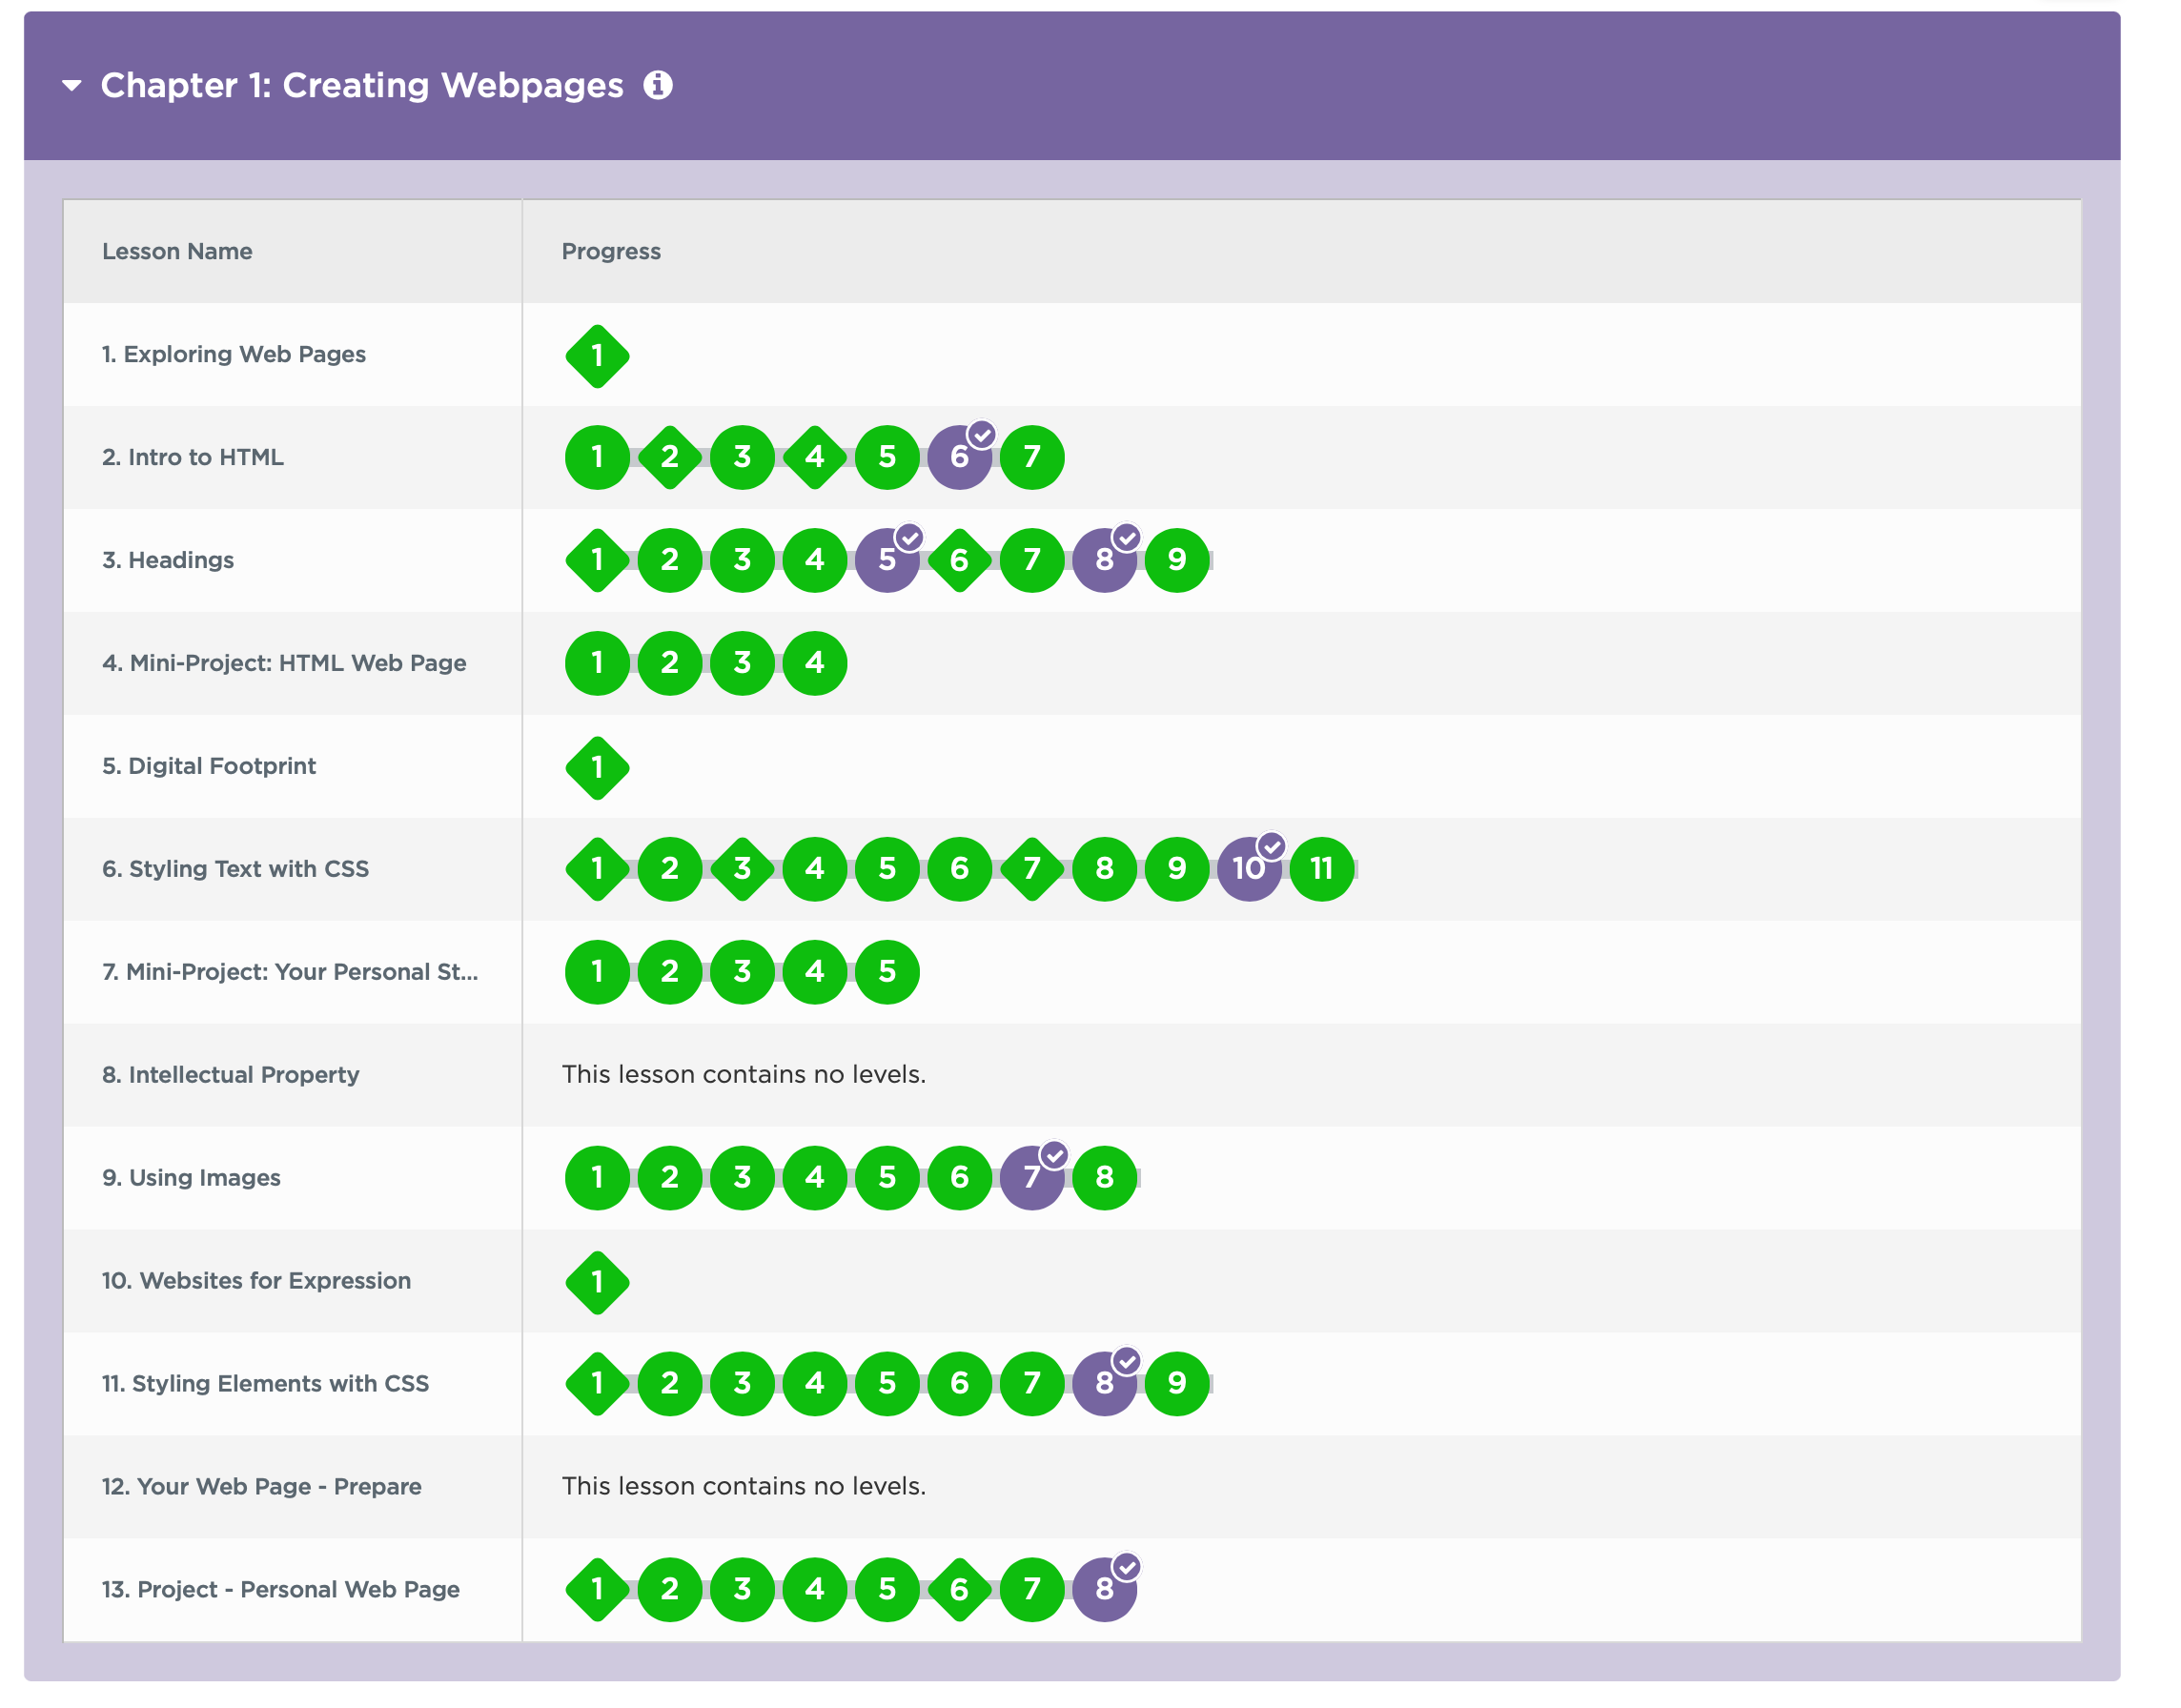 Chapter 1: Creating Webpages
Lesson Name Progress
1. Exploring Web Pages 1
2. Intro to HTML 1 2 3 4 5 6 7
3. Headings 1 2 3 4 5 6 7 8 9
4. Mini-Project: HTML Web Page 1 2 3 4
5. Digital Footprint 1
6. Styling Text with CSS 1 2 3 4 5 6 7 8 9 10 11
7. Mini-Project: Your Personal St... 1 2 3 4 5
8. Intellectual Property This lesson contains no levels.
9. Using Images 1 2 3 4 5 6 7 8
10. Websites for Expression 1
11. Styling Elements with CSS 1 2 3 4 5 6 7 8 9
12. Your Web Page - Prepare This lesson contains no levels.
13. Project - Personal Web Page 1 2 3 4 5 6 7 8